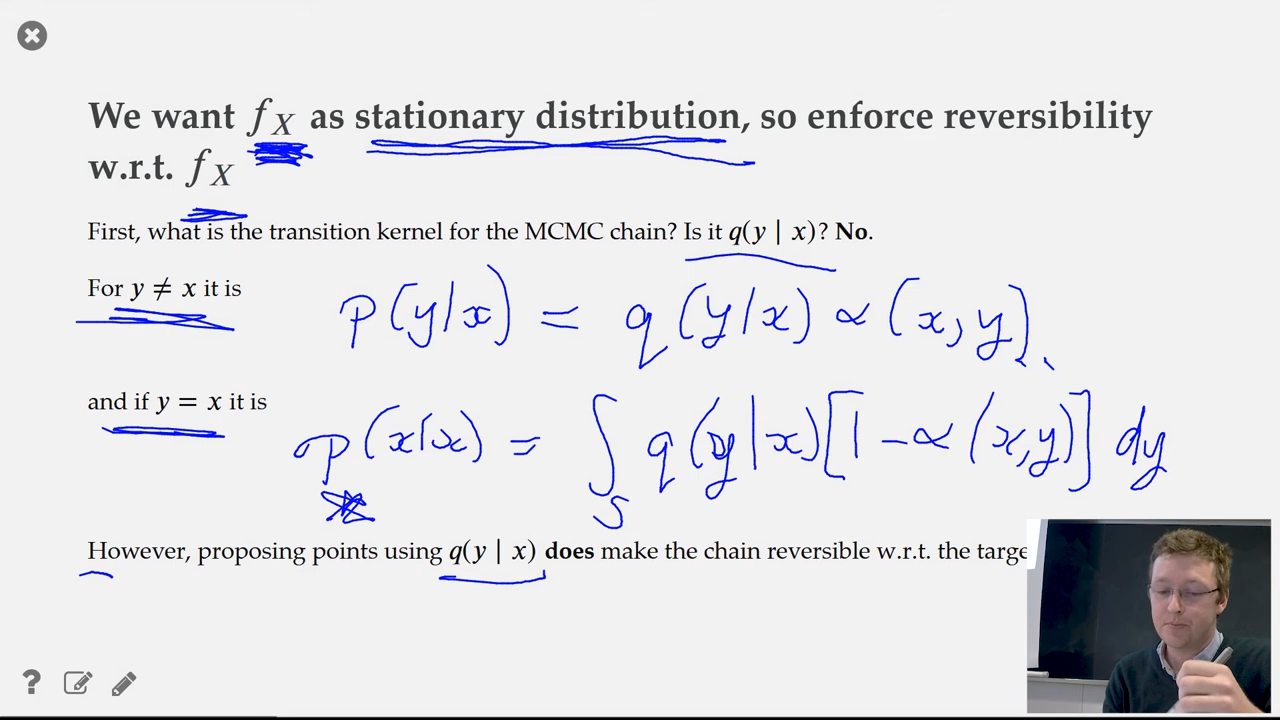 We want f_X as stationary distribution, so enforce reversibility
w.r.t. f_X
First, what is the transition kernel for the MCMC chain? Is it q(y | x)? No.
For y ≠ x it is
p(y|x) = q(y|x) α(x,y).
and if y = x it is
p(x|x) = ∫_S q(y|x)[1-α(x,y)] dy
However, proposing points using q(y | x) does make the chain reversible w.r.t. the targe
?